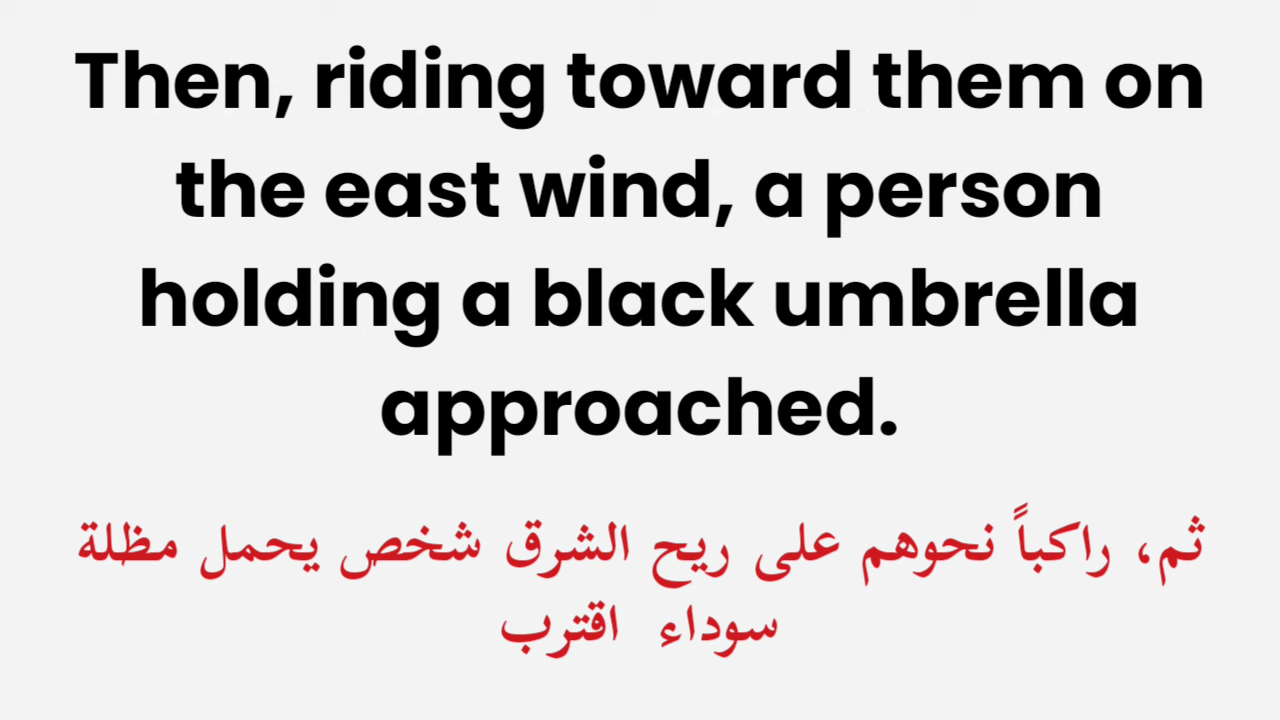 Then, riding toward them on
the east wind, a person
holding a black umbrella
approached.
ثم، راكباً نحوهم على ريح الشرق شخص يحمل مظلة
سوداء اقترب